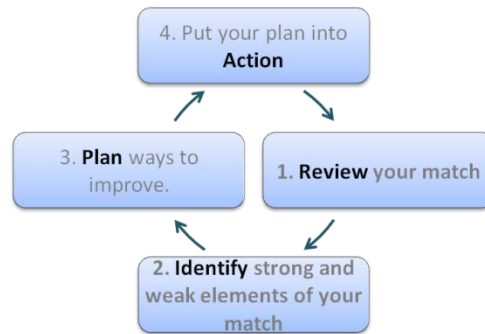 4. Put your plan into
Action
3. Plan ways to
improve.
1. Review your match
2. Identify strong and
weak elements of your
match